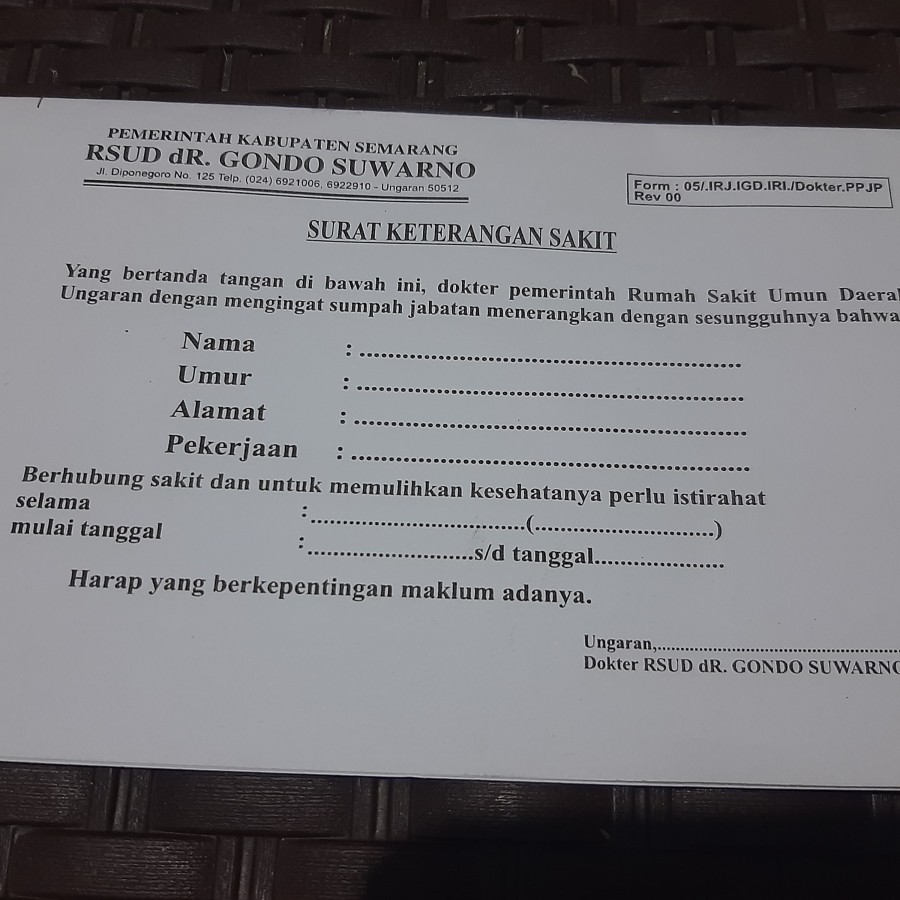 PEMERINTAH KABUPATEN SEMARANG
RSUD dR. GONDO SUWARNO
Jl. Diponegoro No. 125 Telp. (024) 6921006, 6922910 - Ungaran 50512
Form : 05/.IRJ.IGD.IRI./Dokter.PPJP
Rev 00
SURAT KETERANGAN SAKIT
Yang bertanda tangan di bawah ini, dokter pemerintah Rumah Sakit Umun Daera
Ungaran dengan mengingat sumpah jabatan menerangkan dengan sesungguhnya bahwa
Nama : ........................................................
Umur : ........................................................
Alamat : ........................................................
Pekerjaan : ........................................................
Berhubung sakit dan untuk memulihkan kesehatanya perlu istirahat
selama : ...............................(..........................)
mulai tanggal : ........................s/d tanggal...................
Harap yang berkepentingan maklum adanya.
Ungaran,....................................................
Dokter RSUD dR. GONDO SUWARNO